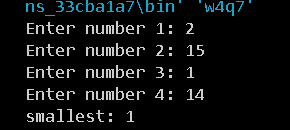 ns_33cba1a7\bin' 'w4q7'
Enter number 1: 2
Enter number 2: 15
Enter number 3: 1
Enter number 4: 14
smallest: 1